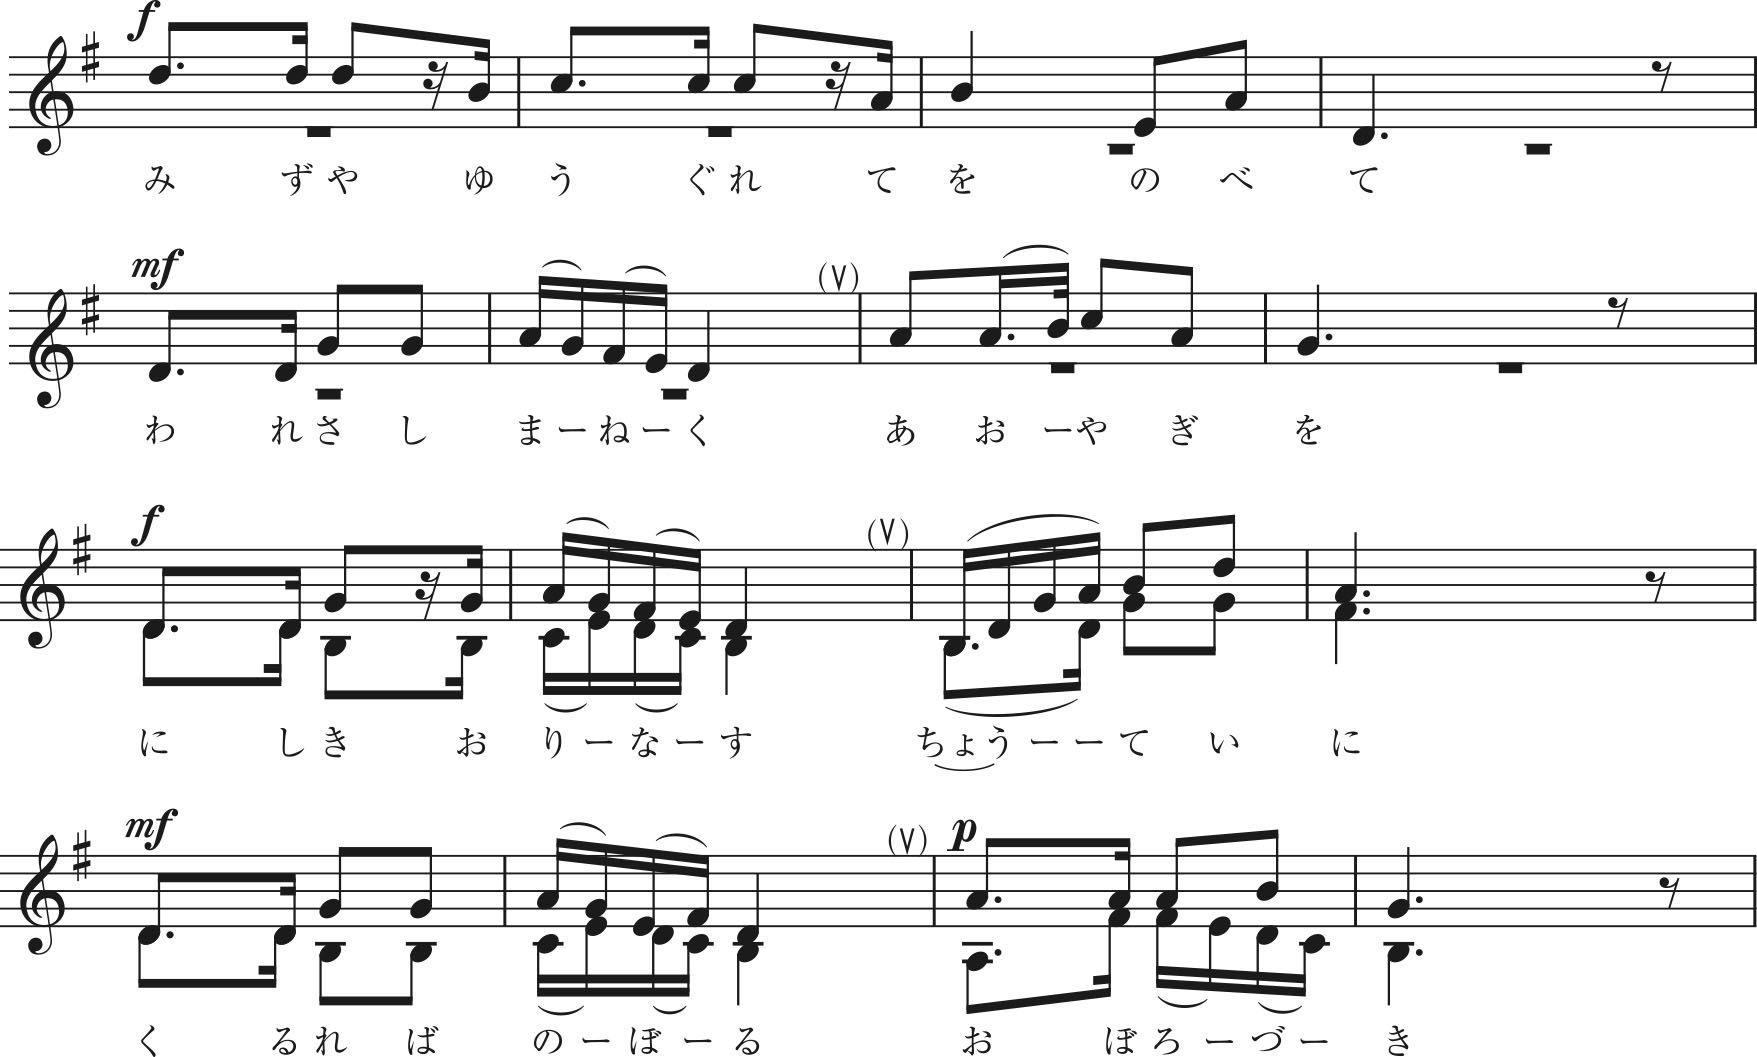 f
み ずや ゆ う ぐれ て を の べ て
mf (V)
わ れさ し まーねーく あ おーや ぎ を
f (V)
に しき お りーなーす ちょうーーて い に
mf (V) p
く るれ ば のーぼーる お ぼろーづー き